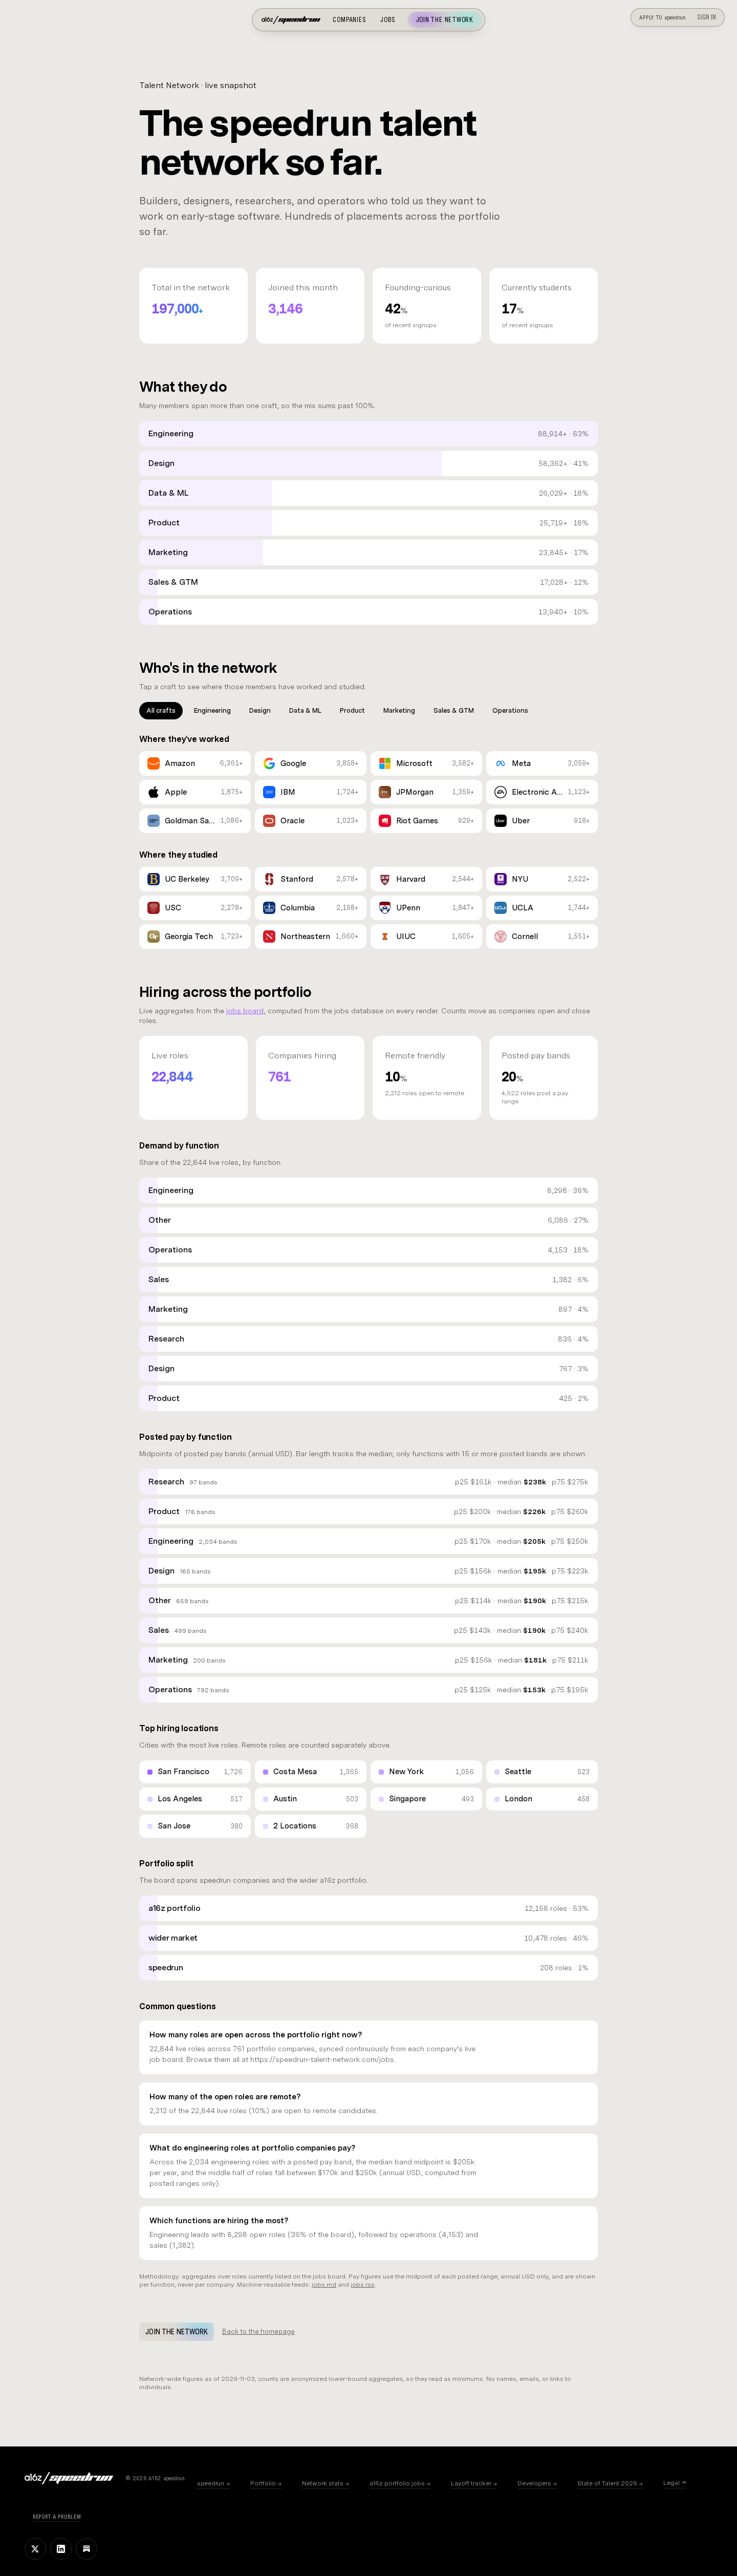 a16z/speedrun COMPANIES JOBS JOIN THE NETWORK
APPLY TO speedrun SIGN IN
Talent Network · live snapshot
The speedrun talent
network so far.
Builders, designers, researchers, and operators who told us they want to
work on early-stage software. Hundreds of placements across the portfolio
so far.
Total in the network
197,000+
Joined this month
3,146
Founding-curious
42%
of recent signups
Currently students
17%
of recent signups
What they do
Many members span more than one craft, so the mix sums past 100%.
Engineering 88,914+ · 63%
Design 58,362+ · 41%
Data & ML 26,029+ · 18%
Product 25,719+ · 18%
Marketing 23,845+ · 17%
Sales & GTM 17,028+ · 12%
Operations 13,940+ · 10%
Who's in the network
Tap a craft to see where those members have worked and studied.
All crafts Engineering Design Data & ML Product Marketing Sales & GTM Operations
Where they've worked
Amazon 6,361+ Google 3,858+ Microsoft 3,582+ Meta 3,059+
Apple 1,875+ IBM 1,724+ JPMorgan 1,359+ Electronic A... 1,123+
Goldman Sa... 1,086+ Oracle 1,023+ Riot Games 929+ Uber 918+
Where they studied
UC Berkeley 3,709+ Stanford 2,578+ Harvard 2,544+ NYU 2,522+
USC 2,278+ Columbia 2,198+ UPenn 1,847+ UCLA 1,744+
Georgia Tech 1,723+ Northeastern 1,660+ UIUC 1,605+ Cornell 1,551+
Hiring across the portfolio
Live aggregates from the jobs board, computed from the jobs database on every render. Counts move as companies open and close
roles.
Live roles
22,844
Companies hiring
761
Remote friendly
10%
2,212 roles open to remote
Posted pay bands
20%
4,622 roles post a pay
range
Demand by function
Share of the 22,844 live roles, by function.
Engineering 8,298 · 36%
Other 6,086 · 27%
Operations 4,153 · 18%
Sales 1,382 · 6%
Marketing 897 · 4%
Research 836 · 4%
Design 767 · 3%
Product 425 · 2%
Posted pay by function
Midpoints of posted pay bands (annual USD). Bar length tracks the median; only functions with 15 or more posted bands are shown.
Research 97 bands p25 $161k · median $238k · p75 $275k
Product 176 bands p25 $200k · median $226k · p75 $260k
Engineering 2,034 bands p25 $170k · median $205k · p75 $250k
Design 165 bands p25 $156k · median $195k · p75 $223k
Other 659 bands p25 $114k · median $190k · p75 $215k
Sales 499 bands p25 $143k · median $190k · p75 $240k
Marketing 200 bands p25 $156k · median $181k · p75 $211k
Operations 792 bands p25 $125k · median $153k · p75 $195k
Top hiring locations
Cities with the most live roles. Remote roles are counted separately above.
San Francisco 1,726 Costa Mesa 1,365 New York 1,056 Seattle 523
Los Angeles 517 Austin 503 Singapore 493 London 458
San Jose 380 2 Locations 368
Portfolio split
The board spans speedrun companies and the wider a16z portfolio.
a16z portfolio 12,158 roles · 53%
wider market 10,478 roles · 46%
speedrun 208 roles · 1%
Common questions
How many roles are open across the portfolio right now?
22,844 live roles across 761 portfolio companies, synced continuously from each company's live
job board. Browse them all at https://speedrun-talent-network.com/jobs.
How many of the open roles are remote?
2,212 of the 22,844 live roles (10%) are open to remote candidates.
What do engineering roles at portfolio companies pay?
Across the 2,034 engineering roles with a posted pay band, the median band midpoint is $205k
per year, and the middle half of roles fall between $170k and $250k (annual USD, computed from
posted ranges only).
Which functions are hiring the most?
Engineering leads with 8,298 open roles (36% of the board), followed by operations (4,153) and
sales (1,382).
Methodology: aggregates over roles currently listed on the jobs board. Pay figures use the midpoint of each posted range, annual USD only, and are shown
per function, never per company. Machine-readable feeds: jobs.md and jobs.rss.
JOIN THE NETWORK Back to the homepage
Network-wide figures as of 2026-11-03; counts are anonymized lower-bound aggregates, so they read as minimums. No names, emails, or links to
individuals.
a16z/speedrun © 2026 A16Z speedrun speedrun → Portfolio → Network stats → a16z portfolio jobs → Layoff tracker → Developers → State of Talent 2026 → Legal
REPORT A PROBLEM